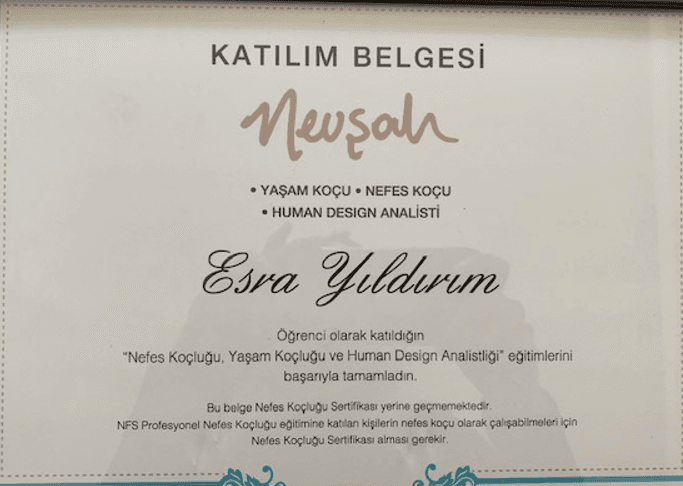 KATILIM BELGESİ
Nevşah
• YAŞAM KOÇU • NEFES KOÇU
• HUMAN DESIGN ANALİSTİ
Esra Yıldırım
Öğrenci olarak katıldığın
“Nefes Koçluğu, Yaşam Koçluğu ve Human Design Analistliği” eğitimlerini
başarıyla tamamladın.
Bu belge Nefes Koçluğu Sertifikası yerine geçmemektedir.
NFS Profesyonel Nefes Koçluğu eğitimine katılan kişilerin nefes koçu olarak çalışabilmeleri için
Nefes Koçluğu Sertifikası alması gerekir.